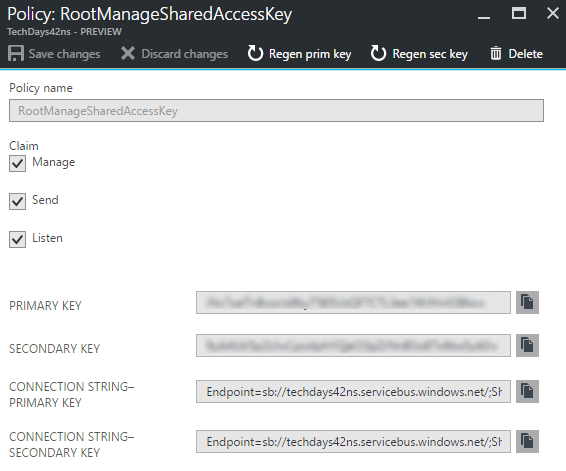 Policy: RootManageSharedAccessKey
TechDays42ns - PREVIEW
Save changes Discard changes Regen prim key Regen sec key Delete
Policy name
RootManageSharedAccessKey
Claim
Manage
Send
Listen
PRIMARY KEY
SECONDARY KEY
CONNECTION STRING–
PRIMARY KEY
Endpoint=sb://techdays42ns.servicebus.windows.net/;Sh
CONNECTION STRING–
SECONDARY KEY
Endpoint=sb://techdays42ns.servicebus.windows.net/;Sh